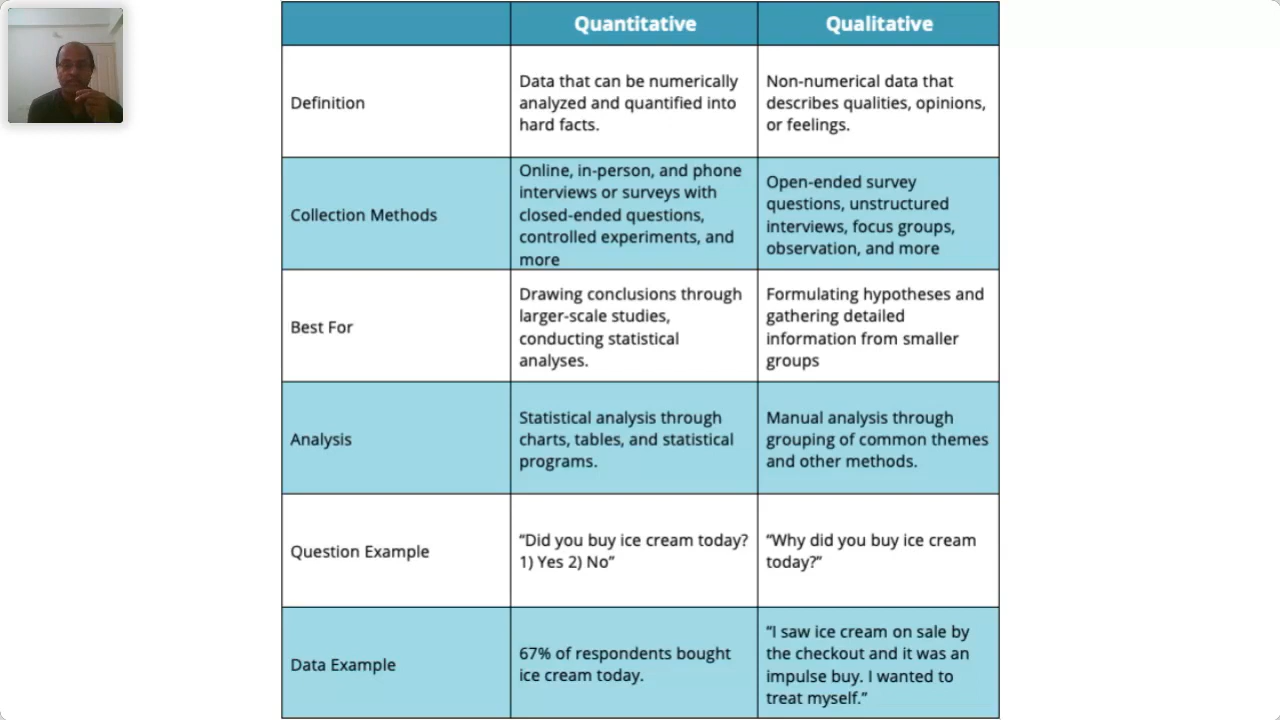 Quantitative
Qualitative
Definition
Data that can be numerically
analyzed and quantified into
hard facts.
Non-numerical data that
describes qualities, opinions,
or feelings.
Collection Methods
Online, in-person, and phone
interviews or surveys with
closed-ended questions,
controlled experiments, and
more
Open-ended survey
questions, unstructured
interviews, focus groups,
observation, and more
Best For
Drawing conclusions through
larger-scale studies,
conducting statistical
analyses.
Formulating hypotheses and
gathering detailed
information from smaller
groups
Analysis
Statistical analysis through
charts, tables, and statistical
programs.
Manual analysis through
grouping of common themes
and other methods.
Question Example
“Did you buy ice cream today?
1) Yes 2) No”
“Why did you buy ice cream
today?”
Data Example
67% of respondents bought
ice cream today.
“I saw ice cream on sale by
the checkout and it was an
impulse buy. I wanted to
treat myself.”